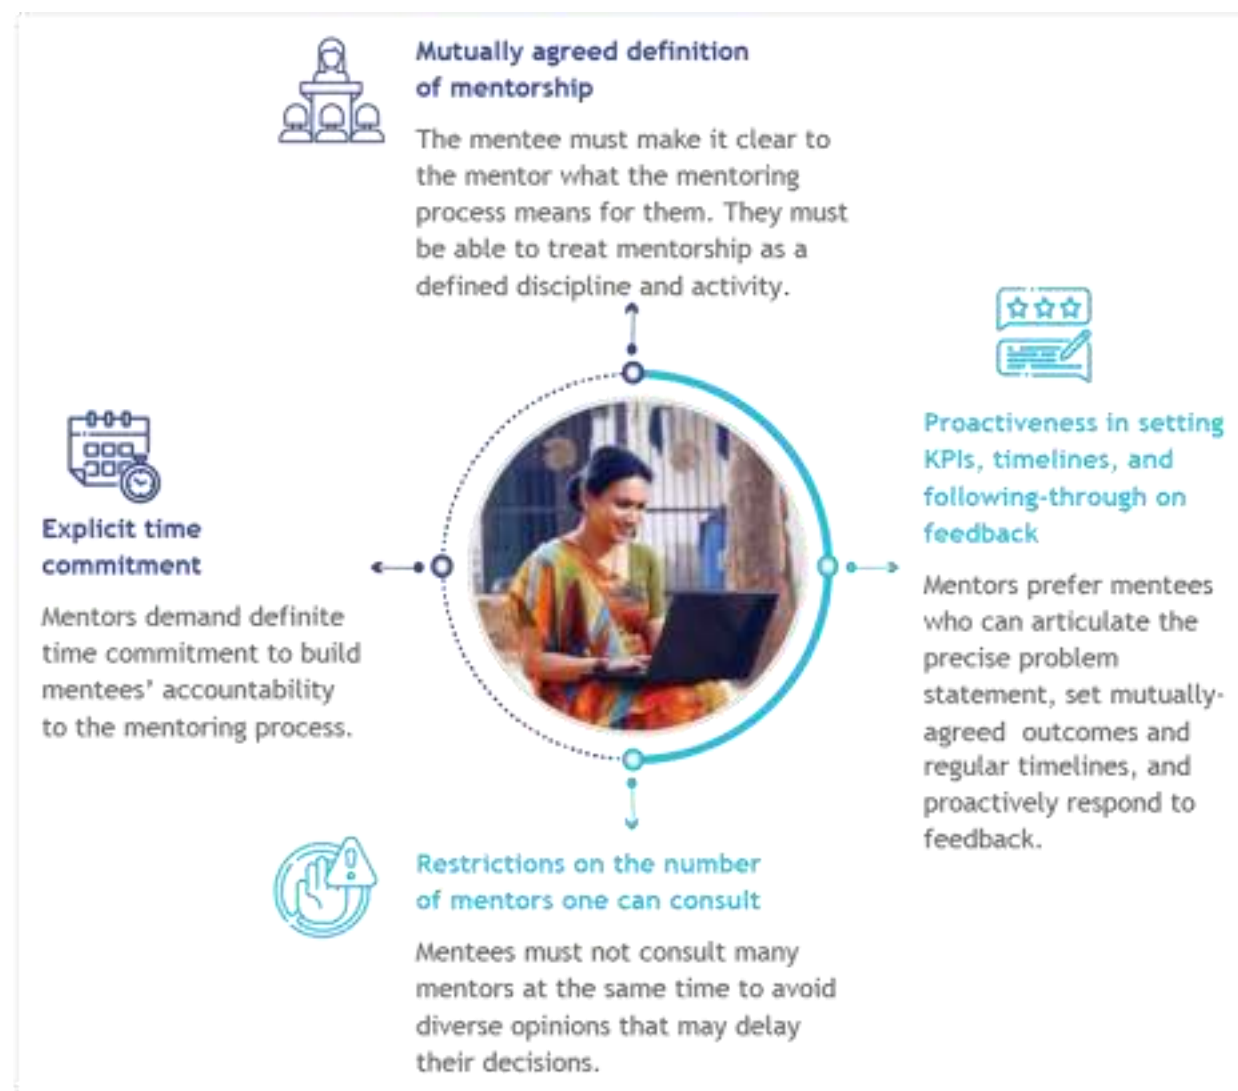 Mutually agreed definition
of mentorship
The mentee must make it clear to
the mentor what the mentoring
process means for them. They must
be able to treat mentorship as a
defined discipline and activity.
Proactiveness in setting
KPIs, timelines, and
following-through on
feedback
Mentors prefer mentees
who can articulate the
precise problem
statement, set mutually-
agreed outcomes and
regular timelines, and
proactively respond to
feedback.
Explicit time
commitment
Mentors demand definite
time commitment to build
mentees' accountability
to the mentoring process.
Restrictions on the number
of mentors one can consult
Mentees must not consult many
mentors at the same time to avoid
diverse opinions that may delay
their decisions.